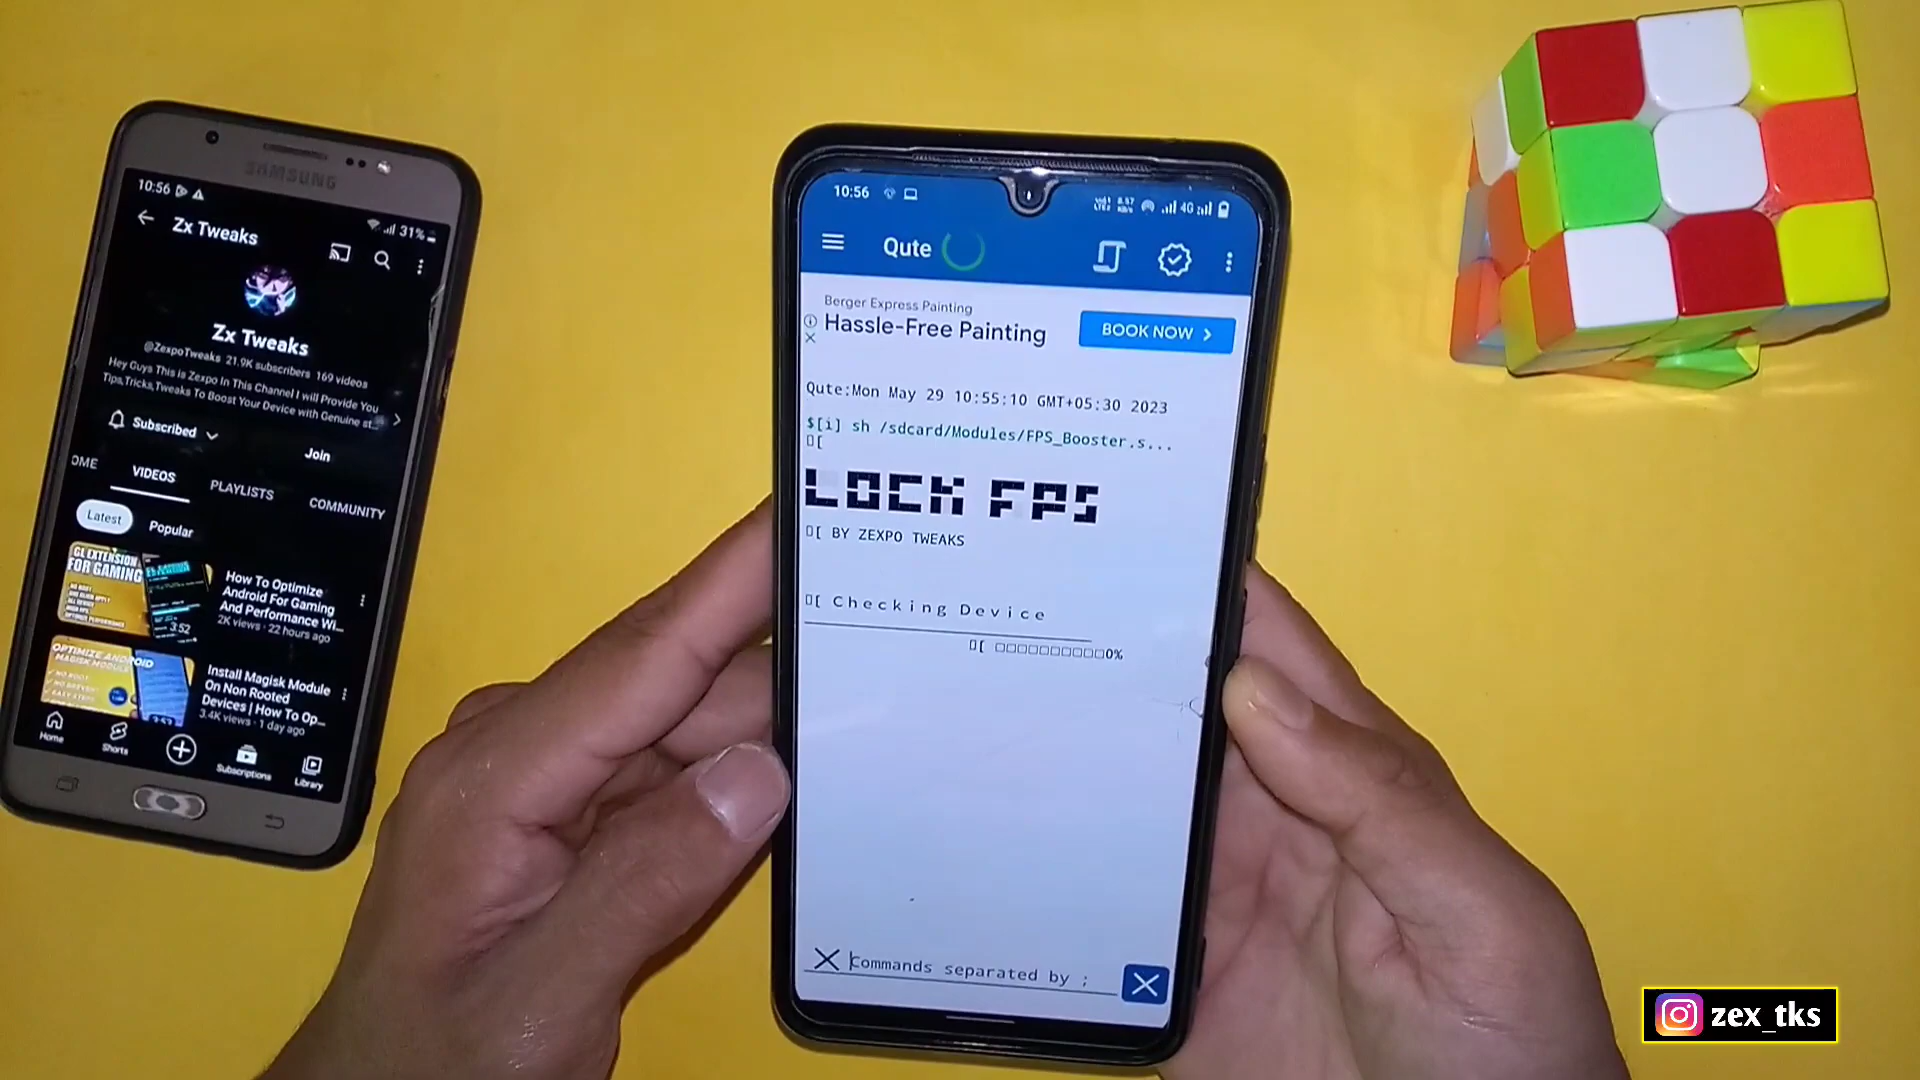 SAMSUNG
10:56
31%
Zx Tweaks
Zx Tweaks
@ZexpoTweaks 21.9K subscribers 169 videos
Hey Guys This is Zexpo In This Channel I will Provide You
Tips,Tricks,Tweaks To Boost Your Device with Genuine st...
Subscribed
Join
OME
VIDEOS
PLAYLISTS
COMMUNITY
Latest
Popular
GL EXTENSION
FOR GAMING
3:52
How To Optimize
Android For Gaming
And Performance Wi...
2K views · 22 hours ago
OPTIMIZE ANDROID
MAGISK MODULE
Install Magisk Module
On Non Rooted
Devices | How To Op...
3.4K views · 1 day ago
Home
Shorts
Subscriptions
Library
10:56
4G
Qute
Berger Express Painting
Hassle-Free Painting
BOOK NOW >
Qute:Mon May 29 10:55:10 GMT+05:30 2023
$[i] sh /sdcard/Modules/FPS_Booster.s...
▯[
LOCK FPS
▯[ BY ZEXPO TWEAKS
▯[ Checking Device
▯[ □□□□□□□□□□0%
Commands separated by ;
zex_tks